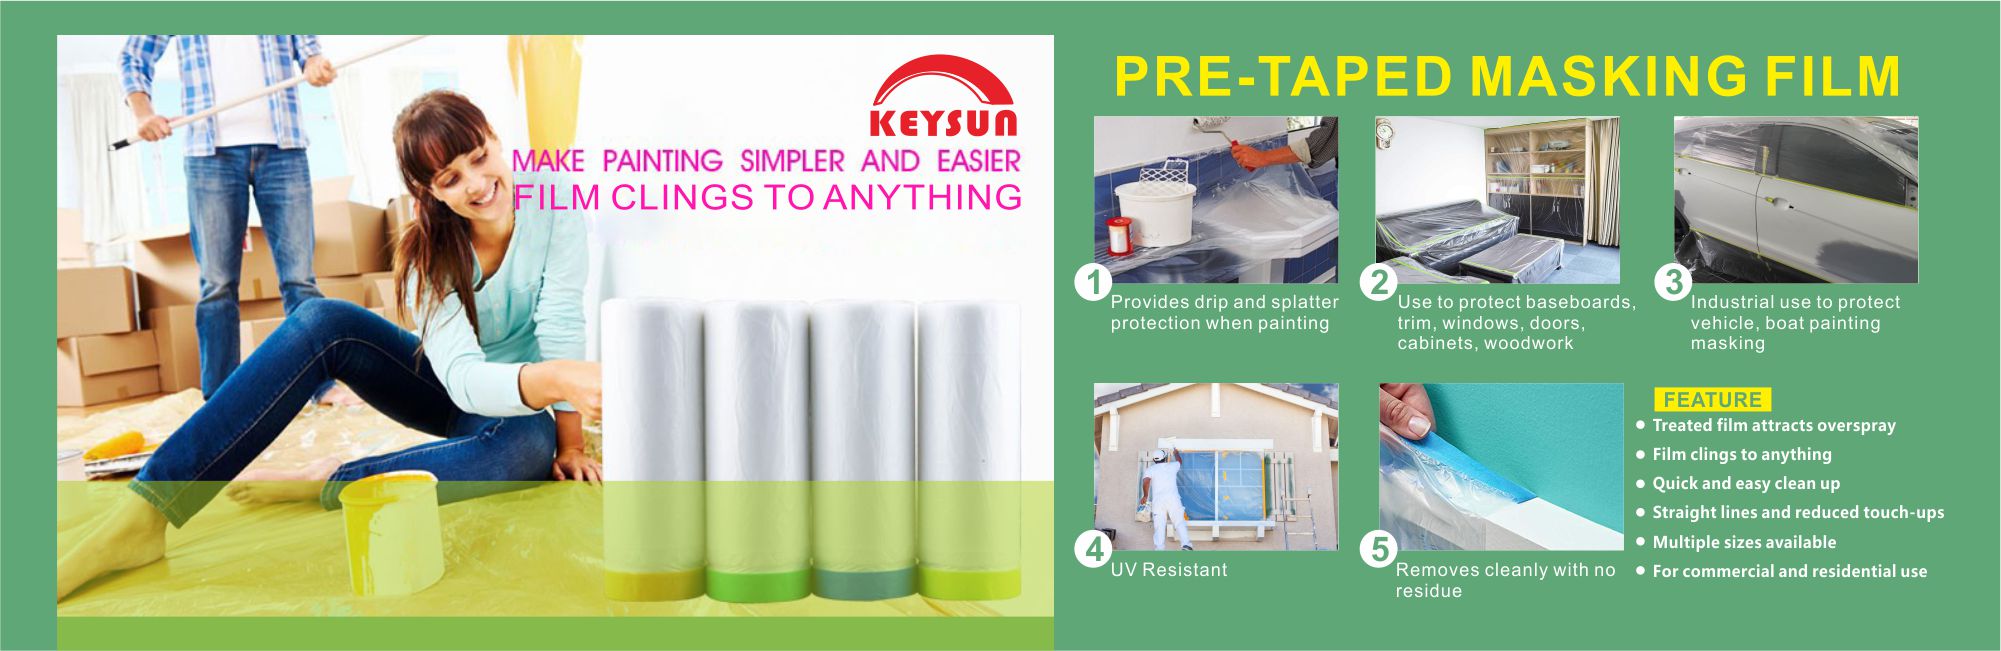 KEYSUN
MAKE PAINTING SIMPLER AND EASIER
FILM CLINGS TO ANYTHING
PRE-TAPED MASKING FILM
1
Provides drip and splatter
protection when painting
2
Use to protect baseboards,
trim, windows, doors,
cabinets, woodwork
3
Industrial use to protect
vehicle, boat painting
masking
4
UV Resistant
5
Removes cleanly with no
residue
FEATURE
● Treated film attracts overspray
● Film clings to anything
● Quick and easy clean up
● Straight lines and reduced touch-ups
● Multiple sizes available
● For commercial and residential use